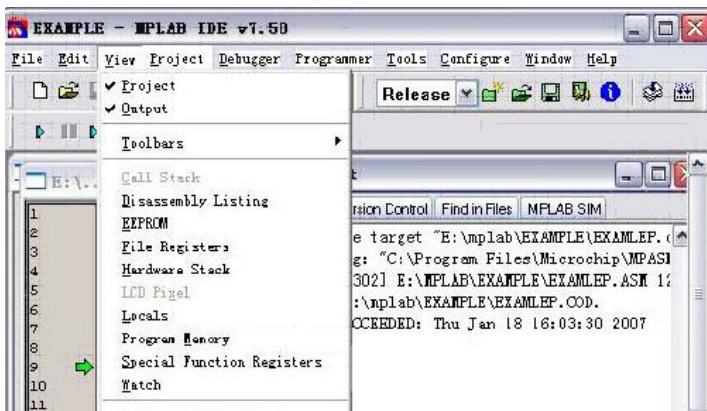 EXAMPLE - MPLAB IDE v7.50
File Edit View Project Debugger Programmer Tools Configure Window Help
Project
Output
Toolbars
Call Stack
Disassembly Listing
EEPROM
File Registers
Hardware Stack
LCD Pixel
Locals
Program Memory
Special Function Registers
Watch
Release
E:\..
rsion Control Find in Files MPLAB SIM
e target "E:\mplab\EXAMPLE\EXAMLEP.
g: "C:\Program Files\Microchip\MPASM
302] E:\MPLAB\EXAMPLE\EXAMLEP.ASM 12
:\mplab\EXAMPLE\EXAMLEP.COD.
CCEEDED: Thu Jan 18 16:03:30 2007
1
2
3
4
5
6
7
8
9
10
11